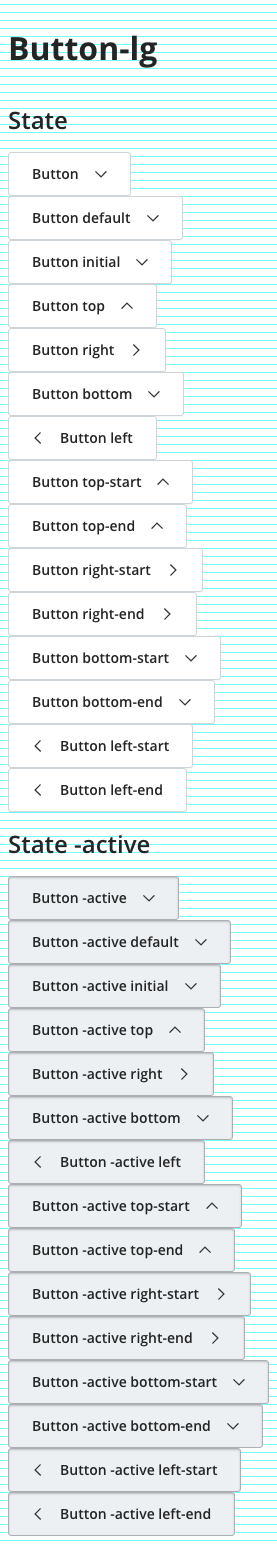 Button-lg
State
Button
Button default
Button initial
Button top
Button right
Button bottom
Button left
Button top-start
Button top-end
Button right-start
Button right-end
Button bottom-start
Button bottom-end
Button left-start
Button left-end
State -active
Button -active
Button -active default
Button -active initial
Button -active top
Button -active right
Button -active bottom
Button -active left
Button -active top-start
Button -active top-end
Button -active right-start
Button -active right-end
Button -active bottom-start
Button -active bottom-end
Button -active left-start
Button -active left-end